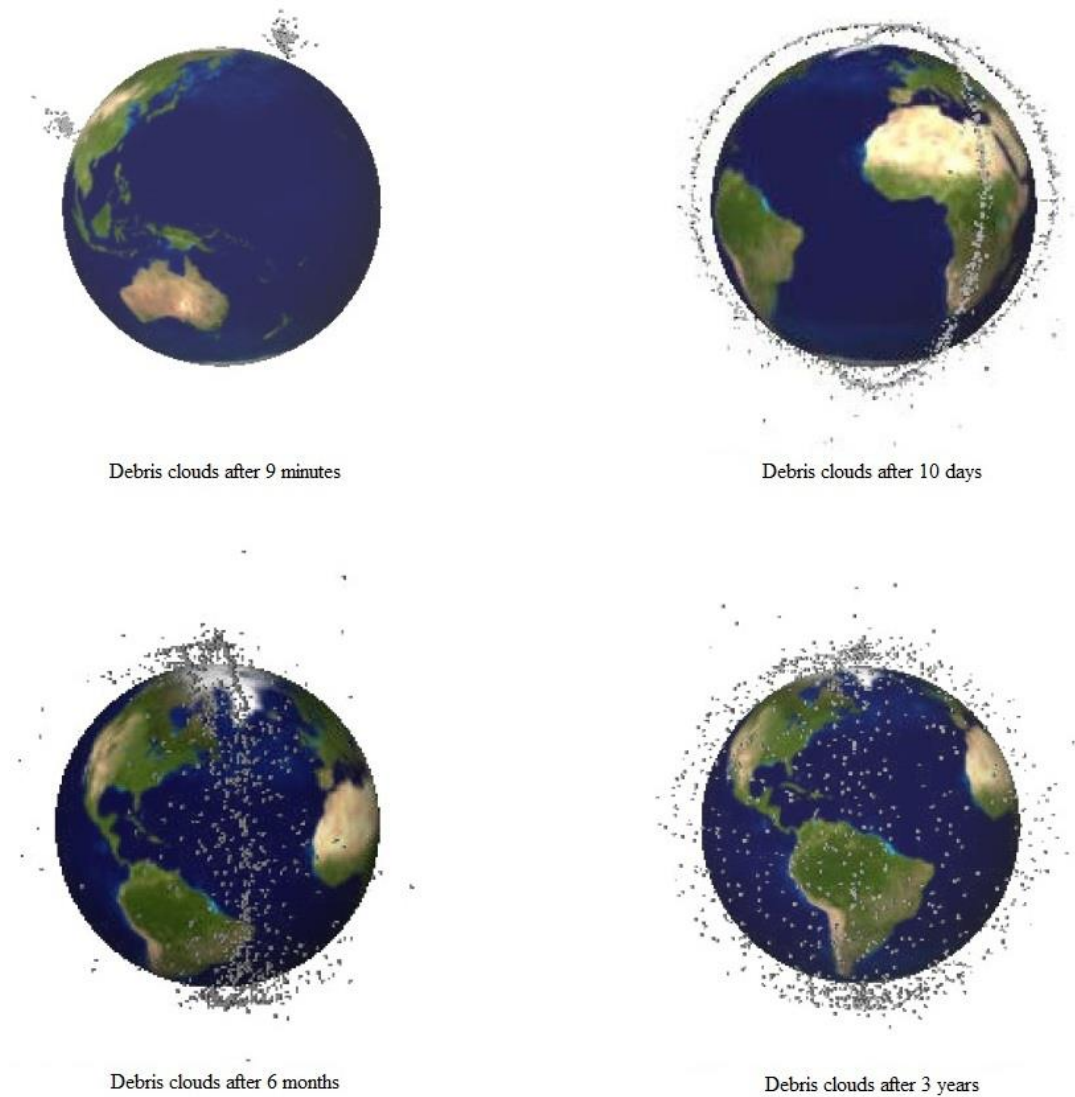 Debris clouds after 9 minutes
Debris clouds after 10 days
Debris clouds after 6 months
Debris clouds after 3 years